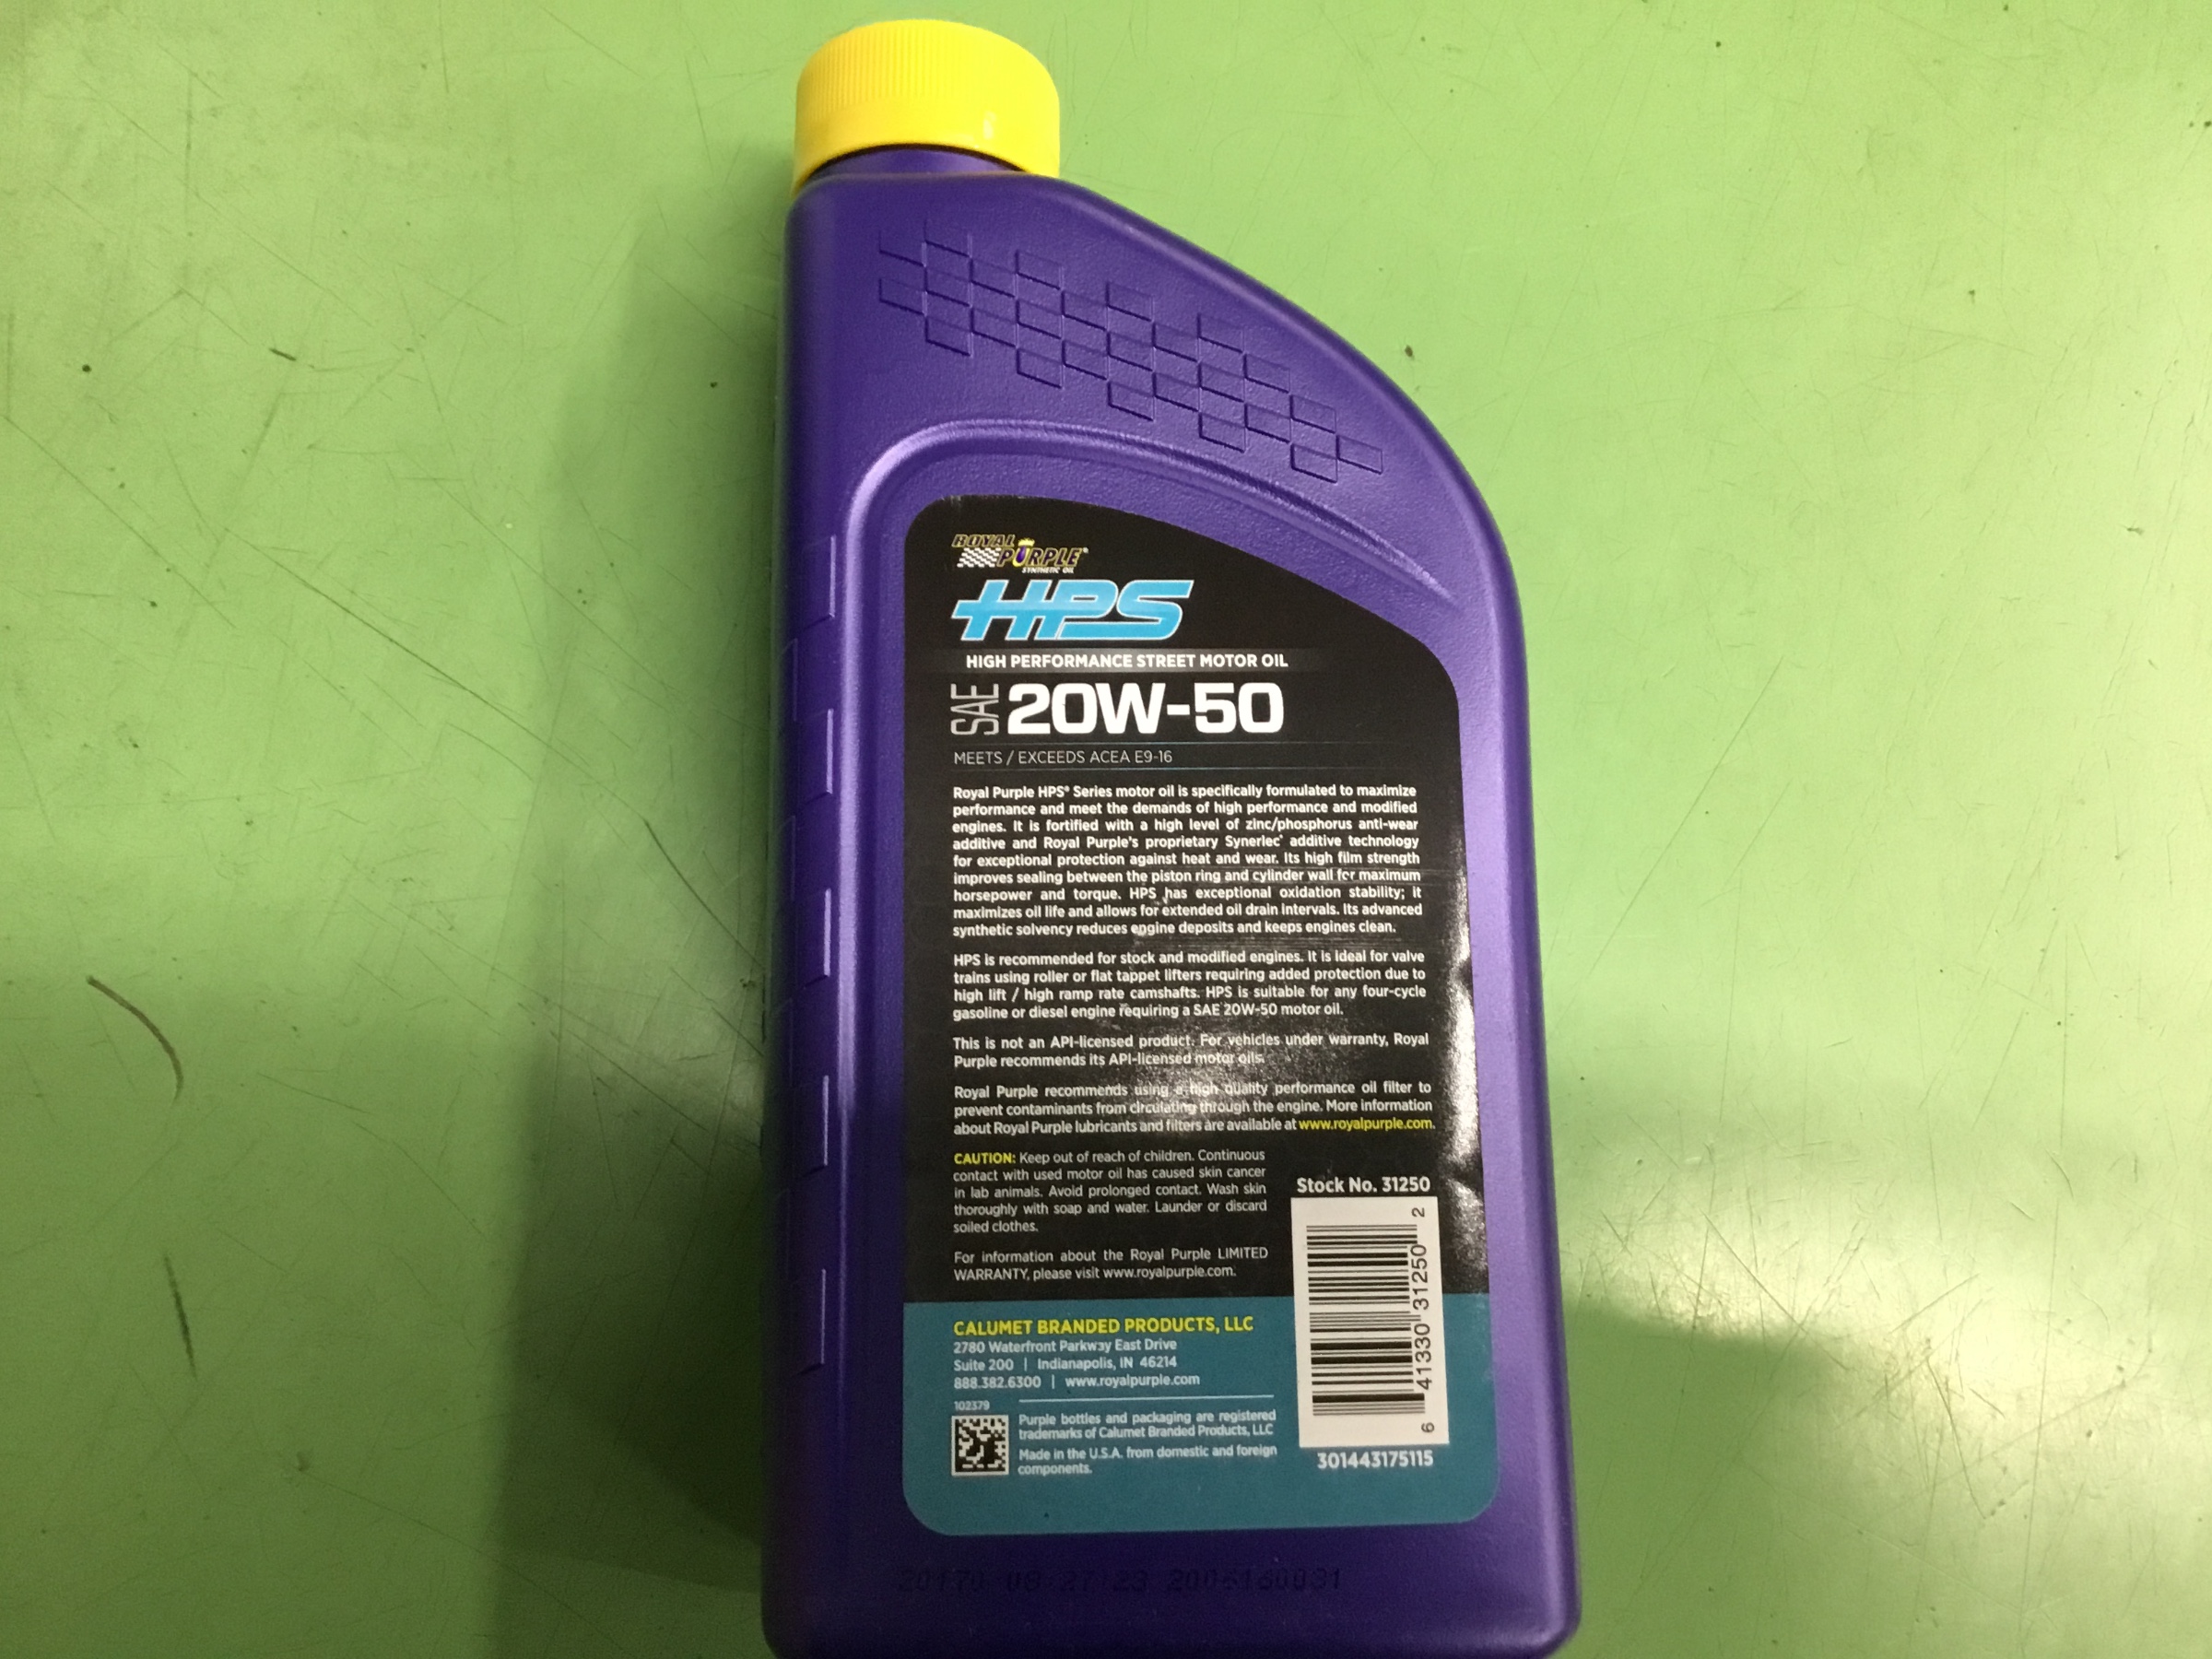 ROYAL
PURPLE®
SYNTHETIC OIL
HPS
HIGH PERFORMANCE STREET MOTOR OIL
SAE 20W-50
MEETS / EXCEEDS ACEA E9-16
Royal Purple HPS® Series motor oil is specifically formulated to maximize
performance and meet the demands of high performance and modified
engines. It is fortified with a high level of zinc/phosphorus anti-wear
additive and Royal Purple's proprietary Synerlec® additive technology
for exceptional protection against heat and wear. Its high film strength
improves sealing between the piston ring and cylinder wall for maximum
horsepower and torque. HPS has exceptional oxidation stability; it
maximizes oil life and allows for extended oil drain intervals. Its advanced
synthetic solvency reduces engine deposits and keeps engines clean.
HPS is recommended for stock and modified engines. It is ideal for valve
trains using roller or flat tappet lifters requiring added protection due to
high lift / high ramp rate camshafts. HPS is suitable for any four-cycle
gasoline or diesel engine requiring a SAE 20W-50 motor oil.
This is not an API-licensed product. For vehicles under warranty, Royal
Purple recommends its API-licensed motor oils.
Royal Purple recommends using a high quality performance oil filter to
prevent contaminants from circulating through the engine. More information
about Royal Purple lubricants and filters are available at www.royalpurple.com.
CAUTION: Keep out of reach of children. Continuous
contact with used motor oil has caused skin cancer
in lab animals. Avoid prolonged contact. Wash skin
thoroughly with soap and water. Launder or discard
soiled clothes.
For information about the Royal Purple LIMITED
WARRANTY, please visit www.royalpurple.com.
Stock No. 31250
6 41330 31250 2
301443175115
CALUMET BRANDED PRODUCTS, LLC
2780 Waterfront Parkway East Drive
Suite 200 | Indianapolis, IN 46214
888.382.6300 | www.royalpurple.com
102379
Purple bottles and packaging are registered
trademarks of Calumet Branded Products, LLC
Made in the U.S.A. from domestic and foreign
components.